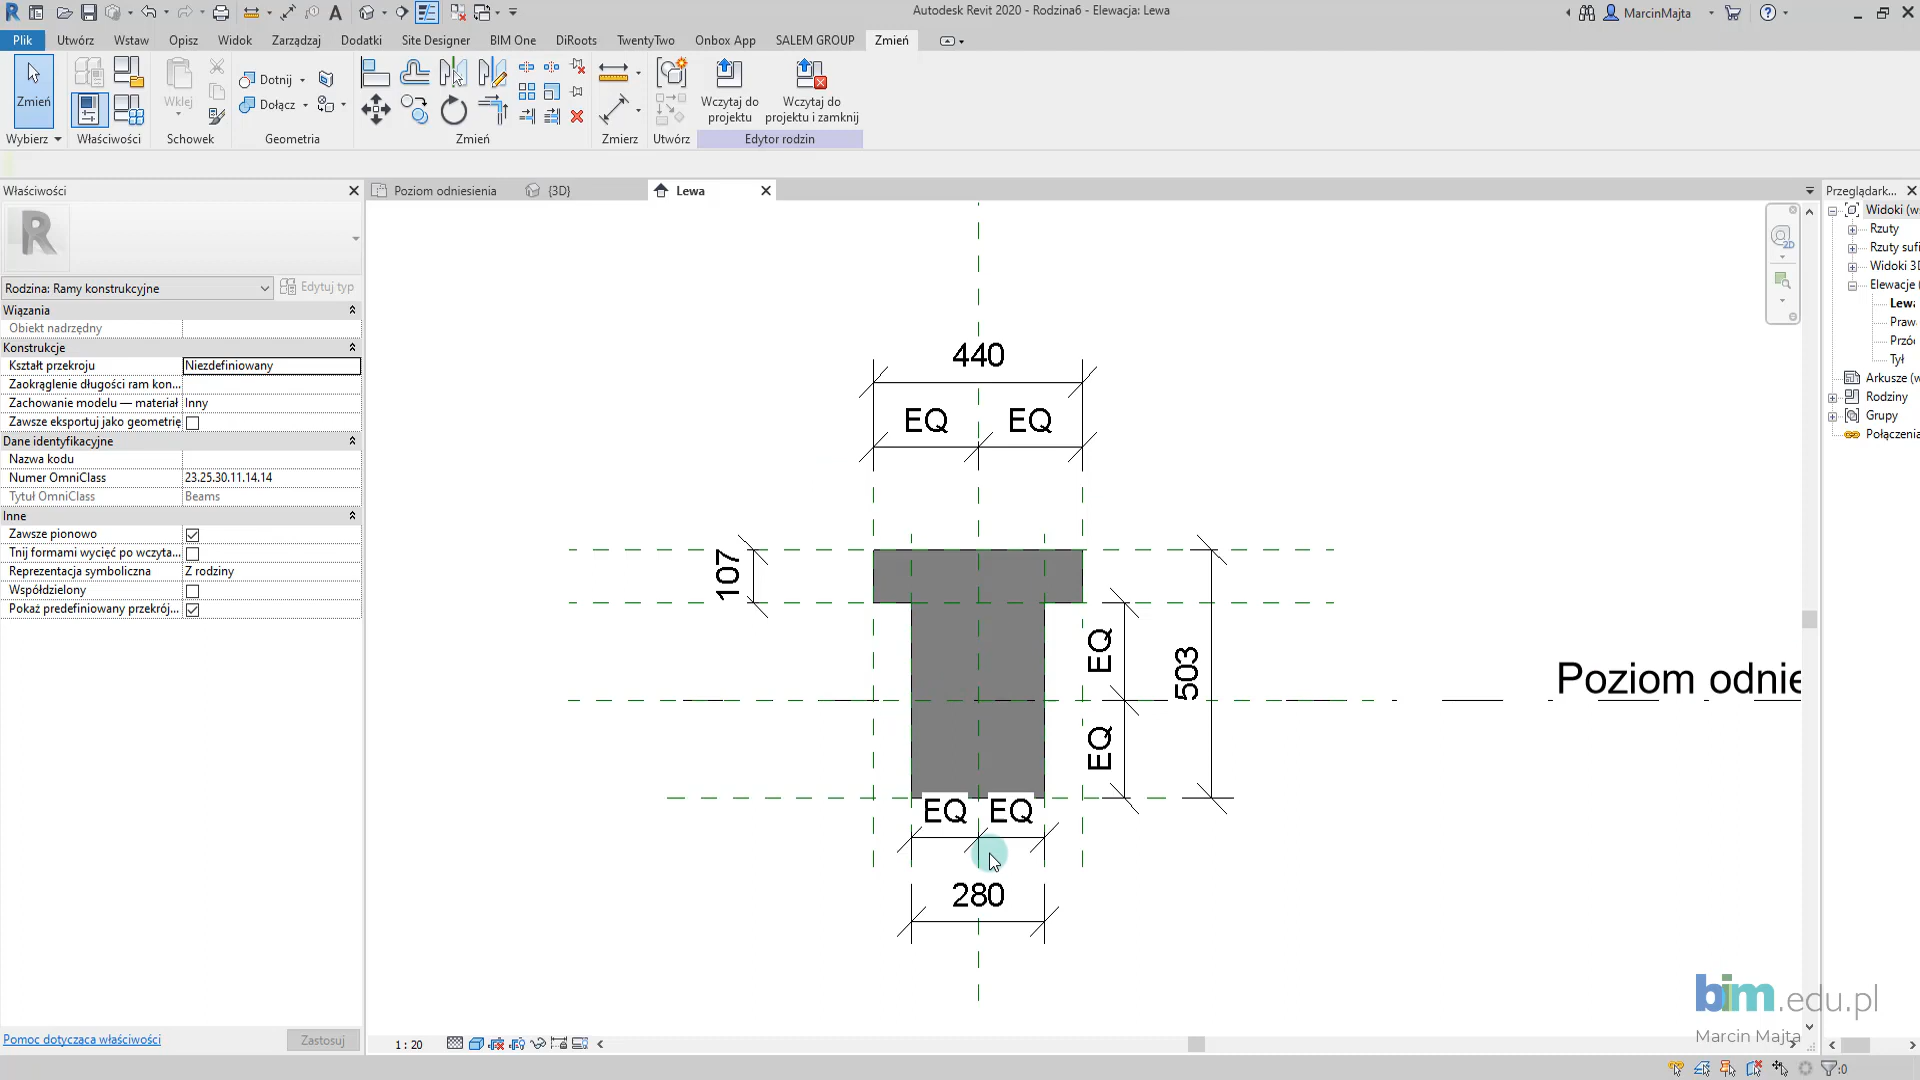 Autodesk Revit 2020 - Rodzina6 - Elewacja: Lewa
MarcinMajta
Plik
Utwórz
Wstaw
Opisz
Widok
Zarządzaj
Dodatki
Site Designer
BIM One
DiRoots
TwentyTwo
Onbox App
SALEM GROUP
Zmień
Zmień
Wklej
Dotnij
Dołącz
Wczytaj do
projektu
Wczytaj do
projektu i zamknij
Wybierz
Właściwości
Schowek
Geometria
Zmień
Zmierz
Utwórz
Edytor rodzin
Właściwości
Poziom odniesienia
{3D}
Lewa
Przeglądark...
R
Rodzina: Ramy konstrukcyjne
Edytuj typ
Wiązania
Obiekt nadrzędny
Konstrukcje
Kształt przekroju
Niezdefiniowany
Zaokrąglenie długości ram kon...
Zachowanie modelu — materiał
Inny
Zawsze eksportuj jako geometrię
Dane identyfikacyjne
Nazwa kodu
Numer OmniClass
23.25.30.11.14.14
Tytuł OmniClass
Beams
Inne
Zawsze pionowo
Tnij formami wycięć po wczyta...
Reprezentacja symboliczna
Z rodziny
Współdzielony
Pokaż predefiniowany przekrój...
Pomoc dotycząca właściwości
Zastosuj
440
EQ EQ
107
EQ
503
EQ
EQ EQ
280
Poziom odnie
2D
Widoki (w
Rzuty
Rzuty sufi
Widoki 3D
Elewacje (
Lewa
Praw
Przó
Tył
Arkusze (w
Rodziny
Grupy
Połączenia
bim.edu.pl
Marcin Majta
1 : 20
:0